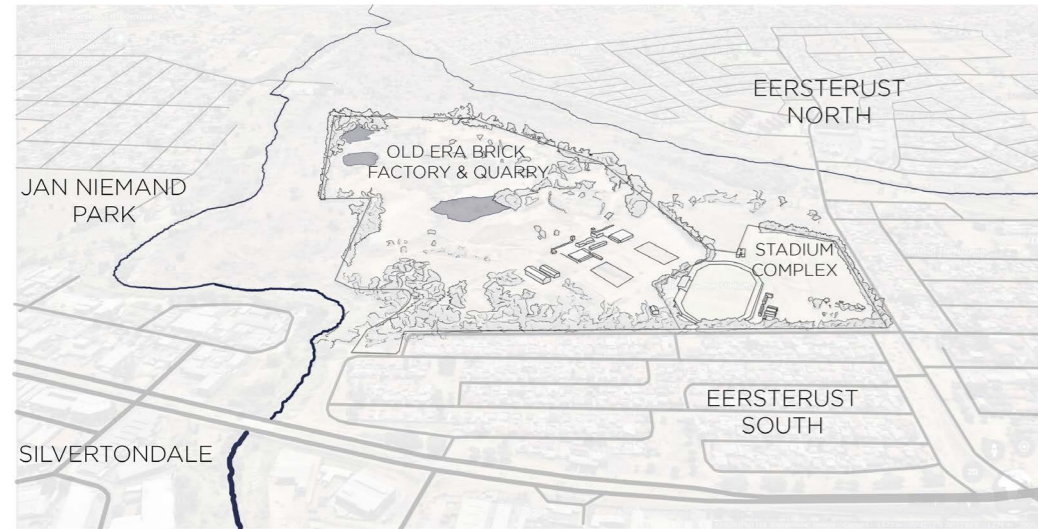 EERSTERUST
NORTH
OLD ERA BRICK
FACTORY & QUARRY
JAN NIEMAND
PARK
STADIUM
COMPLEX
EERSTERUST
SOUTH
SILVERTONDALE